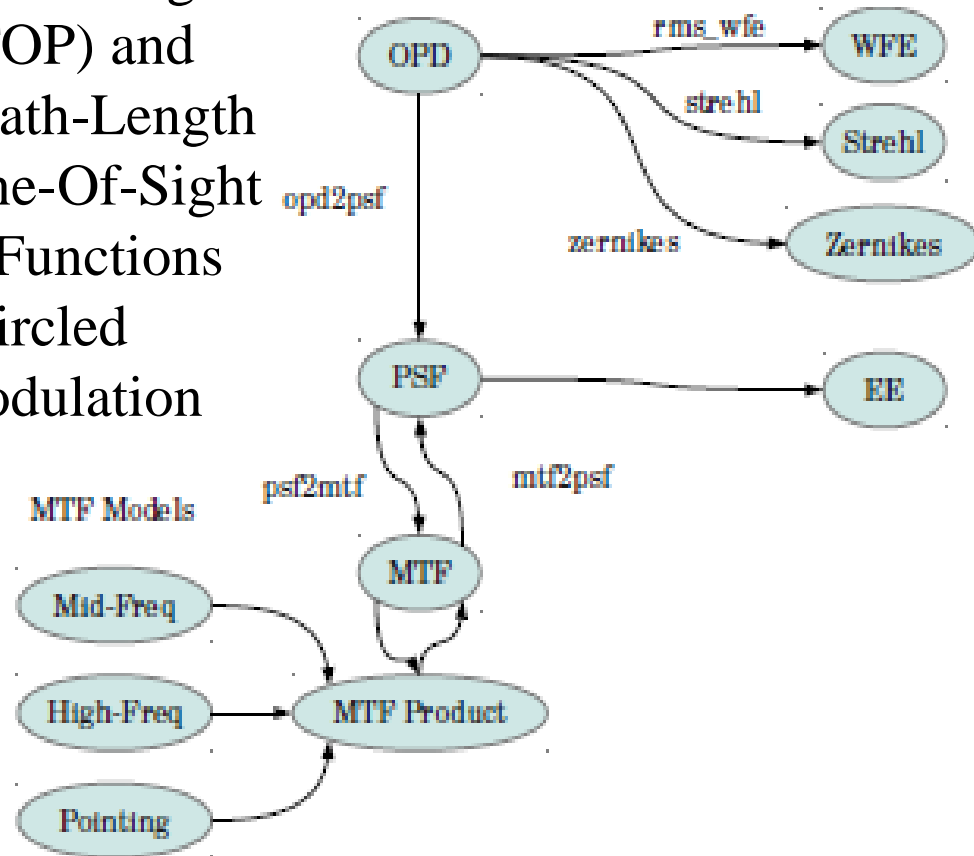 OP) and
ath-Length
ne-Of-Sight
Functions
ircled
odulation
OPD
rms_wfe
WFE
strehl
Strehl
opd2psf
zernikes
Zernikes
PSF
EE
psf2mtf
mtf2psf
MTF Models
MTF
Mid-Freq
High-Freq
MTF Product
Pointing